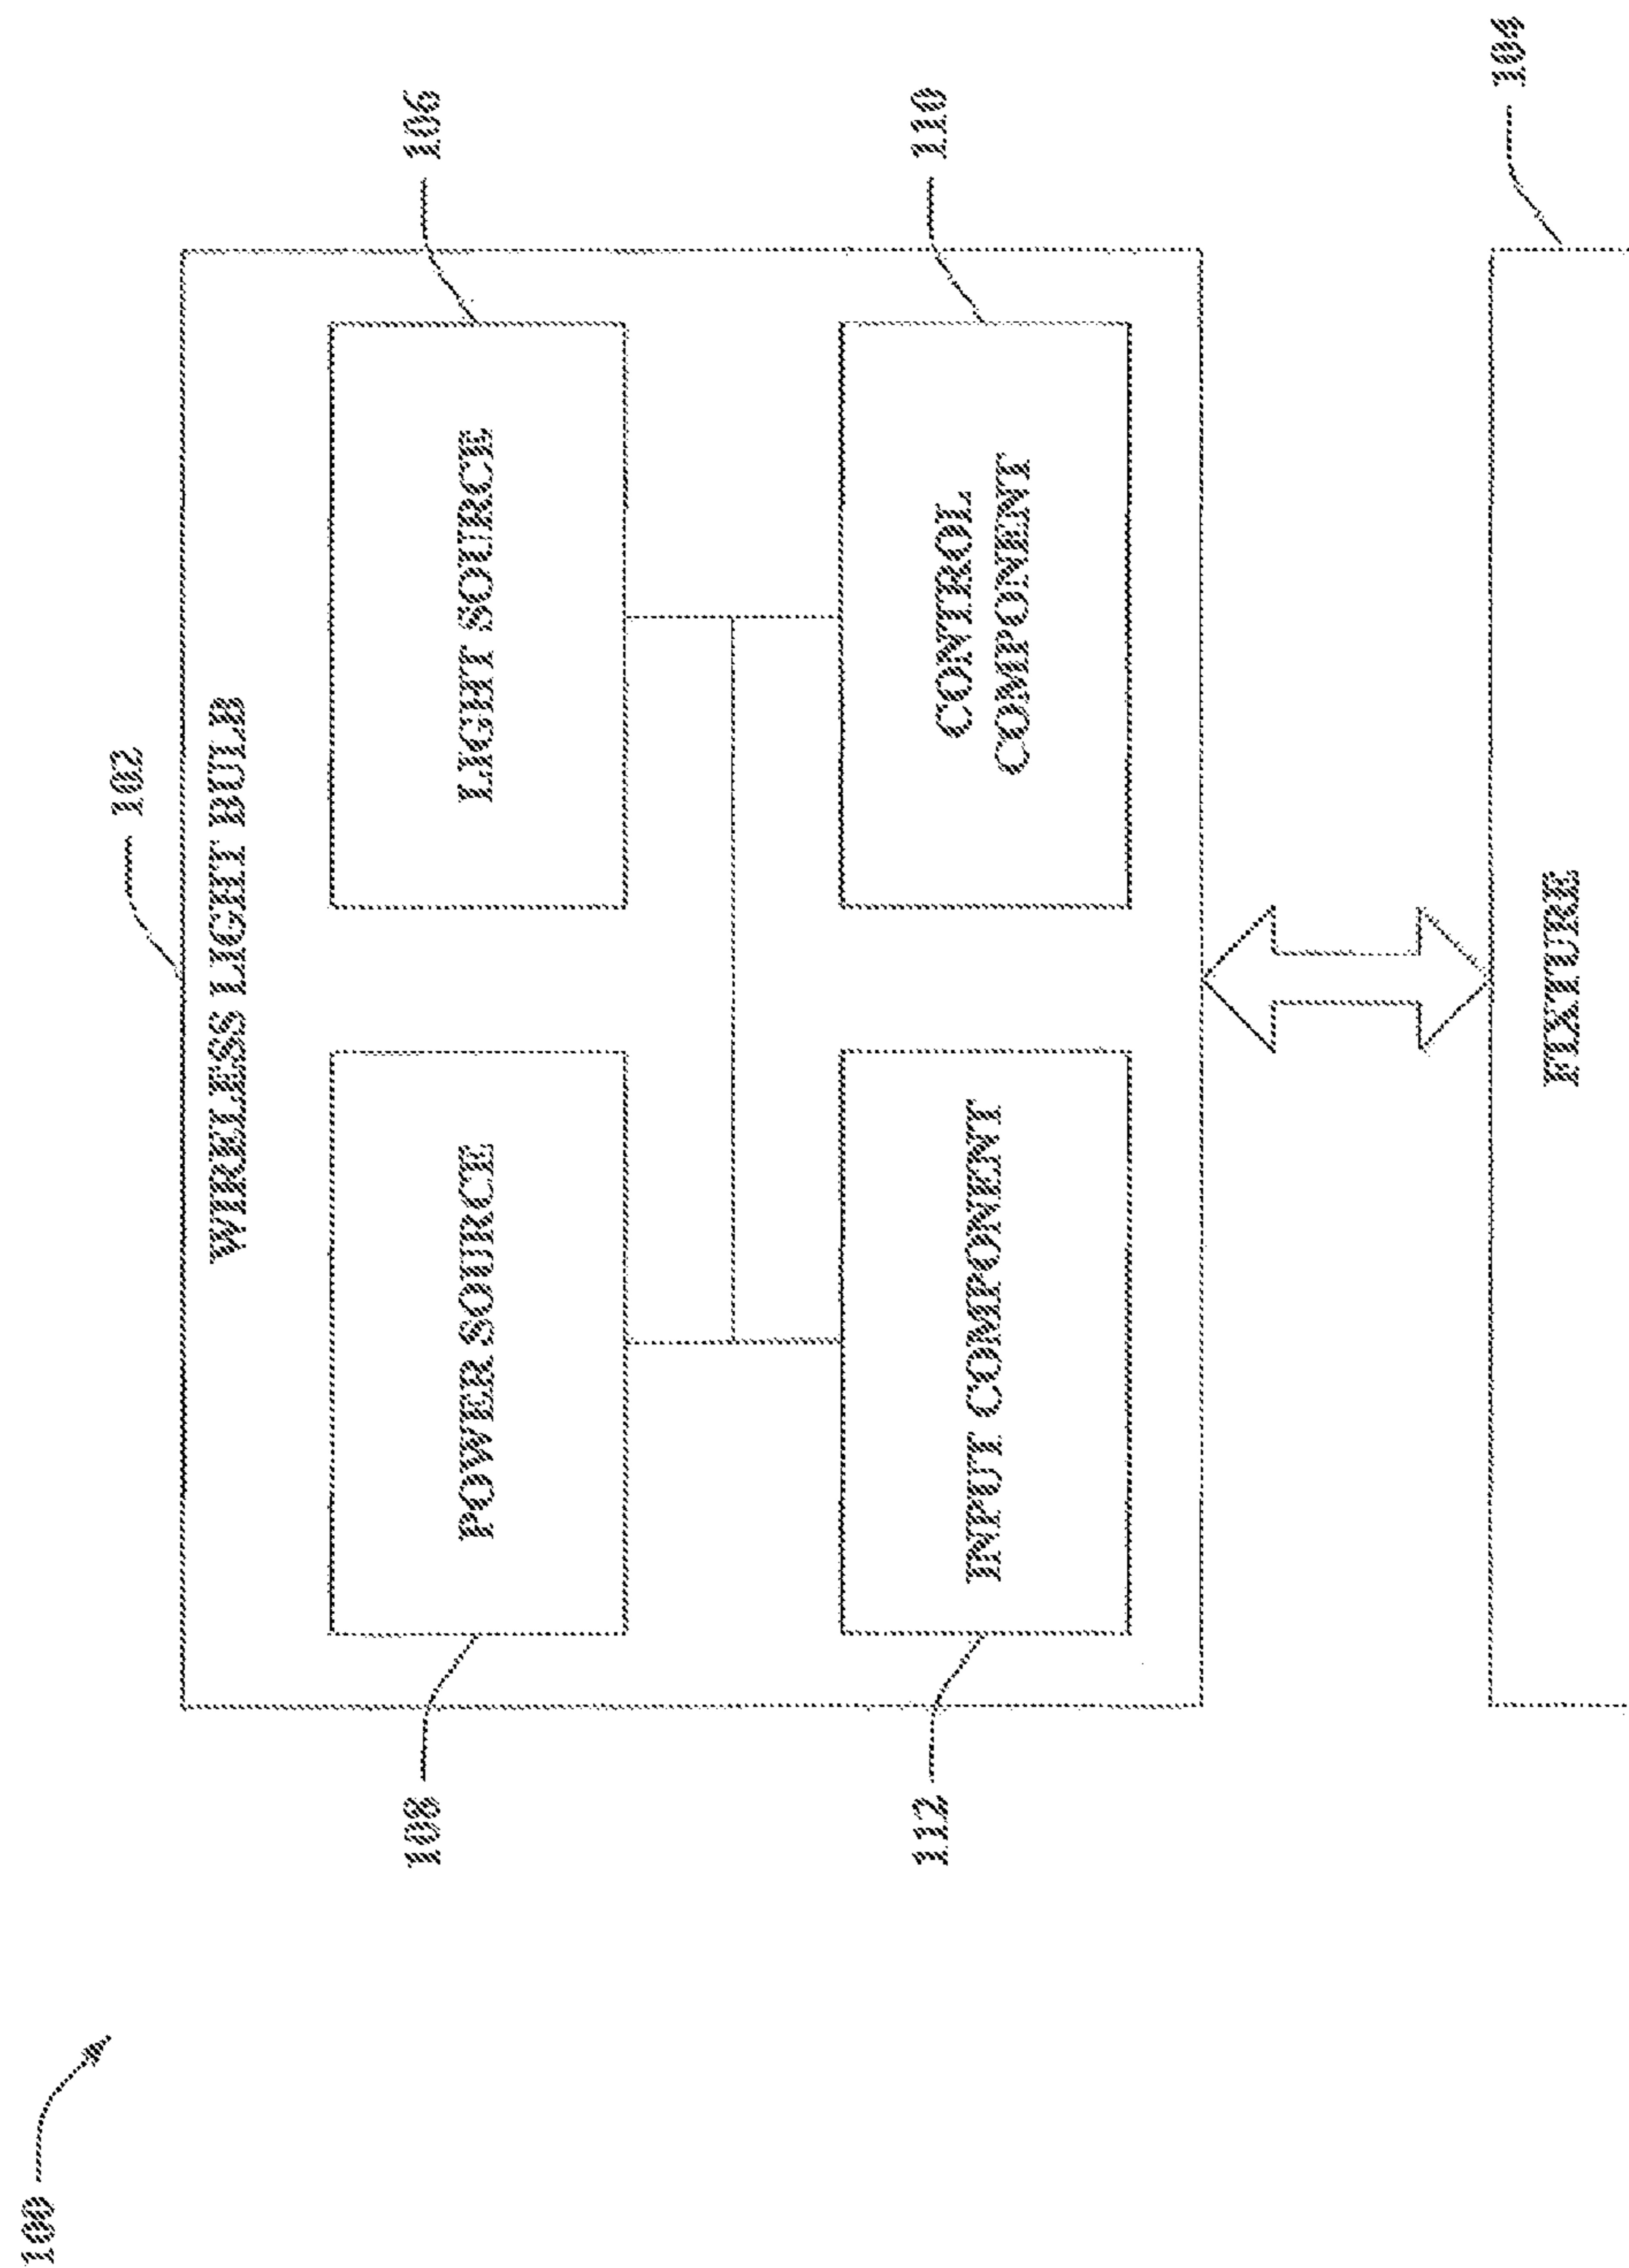 100
102
WIRELESS LIGHT BULB
108
POWER SOURCE
LIGHT SOURCE
106
112
INPUT COMPONENT
CONTROL
COMPONENT
110
FIXTURE
104